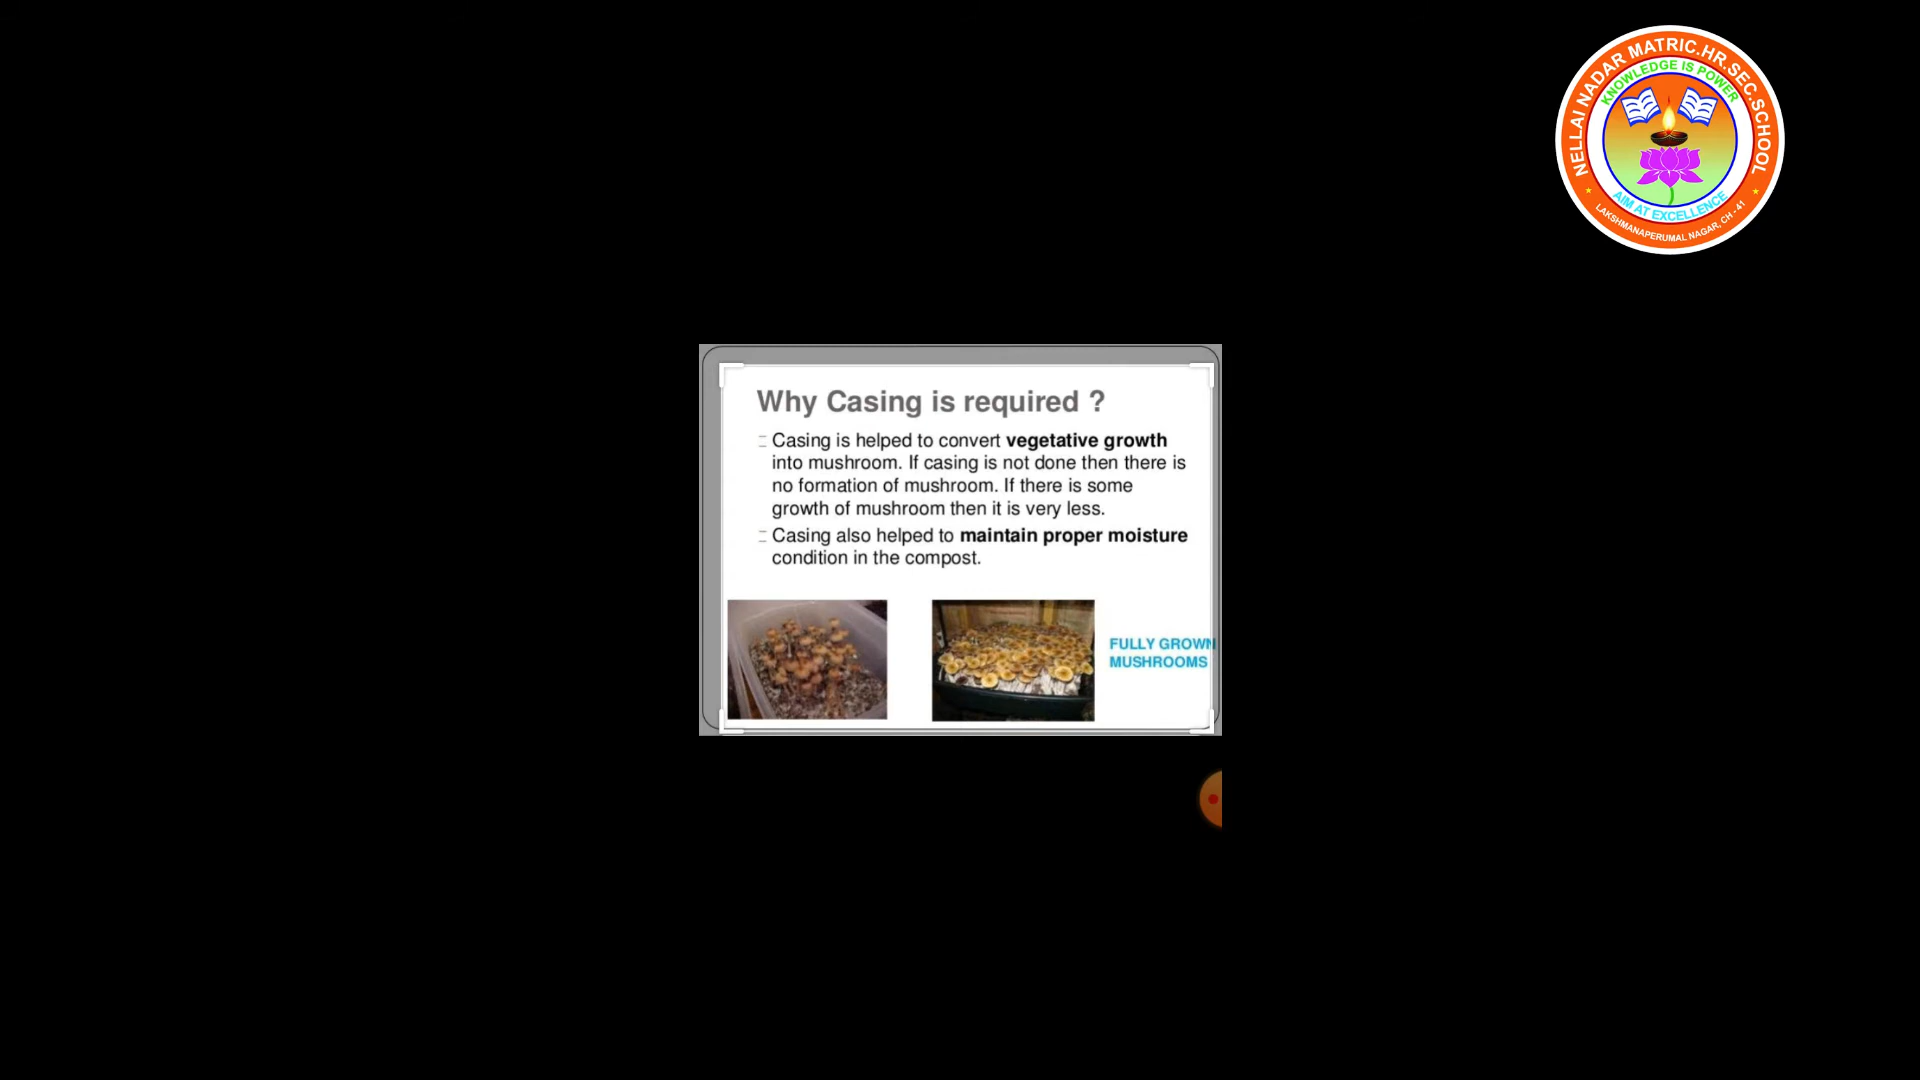 NELLAI NADAR MATRIC.HR.SEC.SCHOOL
KNOWLEDGE IS POWER
AIM AT EXCELLENCE
LAKSHMANAPERUMAL NAGAR, CH - 41
Why Casing is required ?
Casing is helped to convert vegetative growth
into mushroom. If casing is not done then there is
no formation of mushroom. If there is some
growth of mushroom then it is very less.
Casing also helped to maintain proper moisture
condition in the compost.
FULLY GROWN
MUSHROOMS